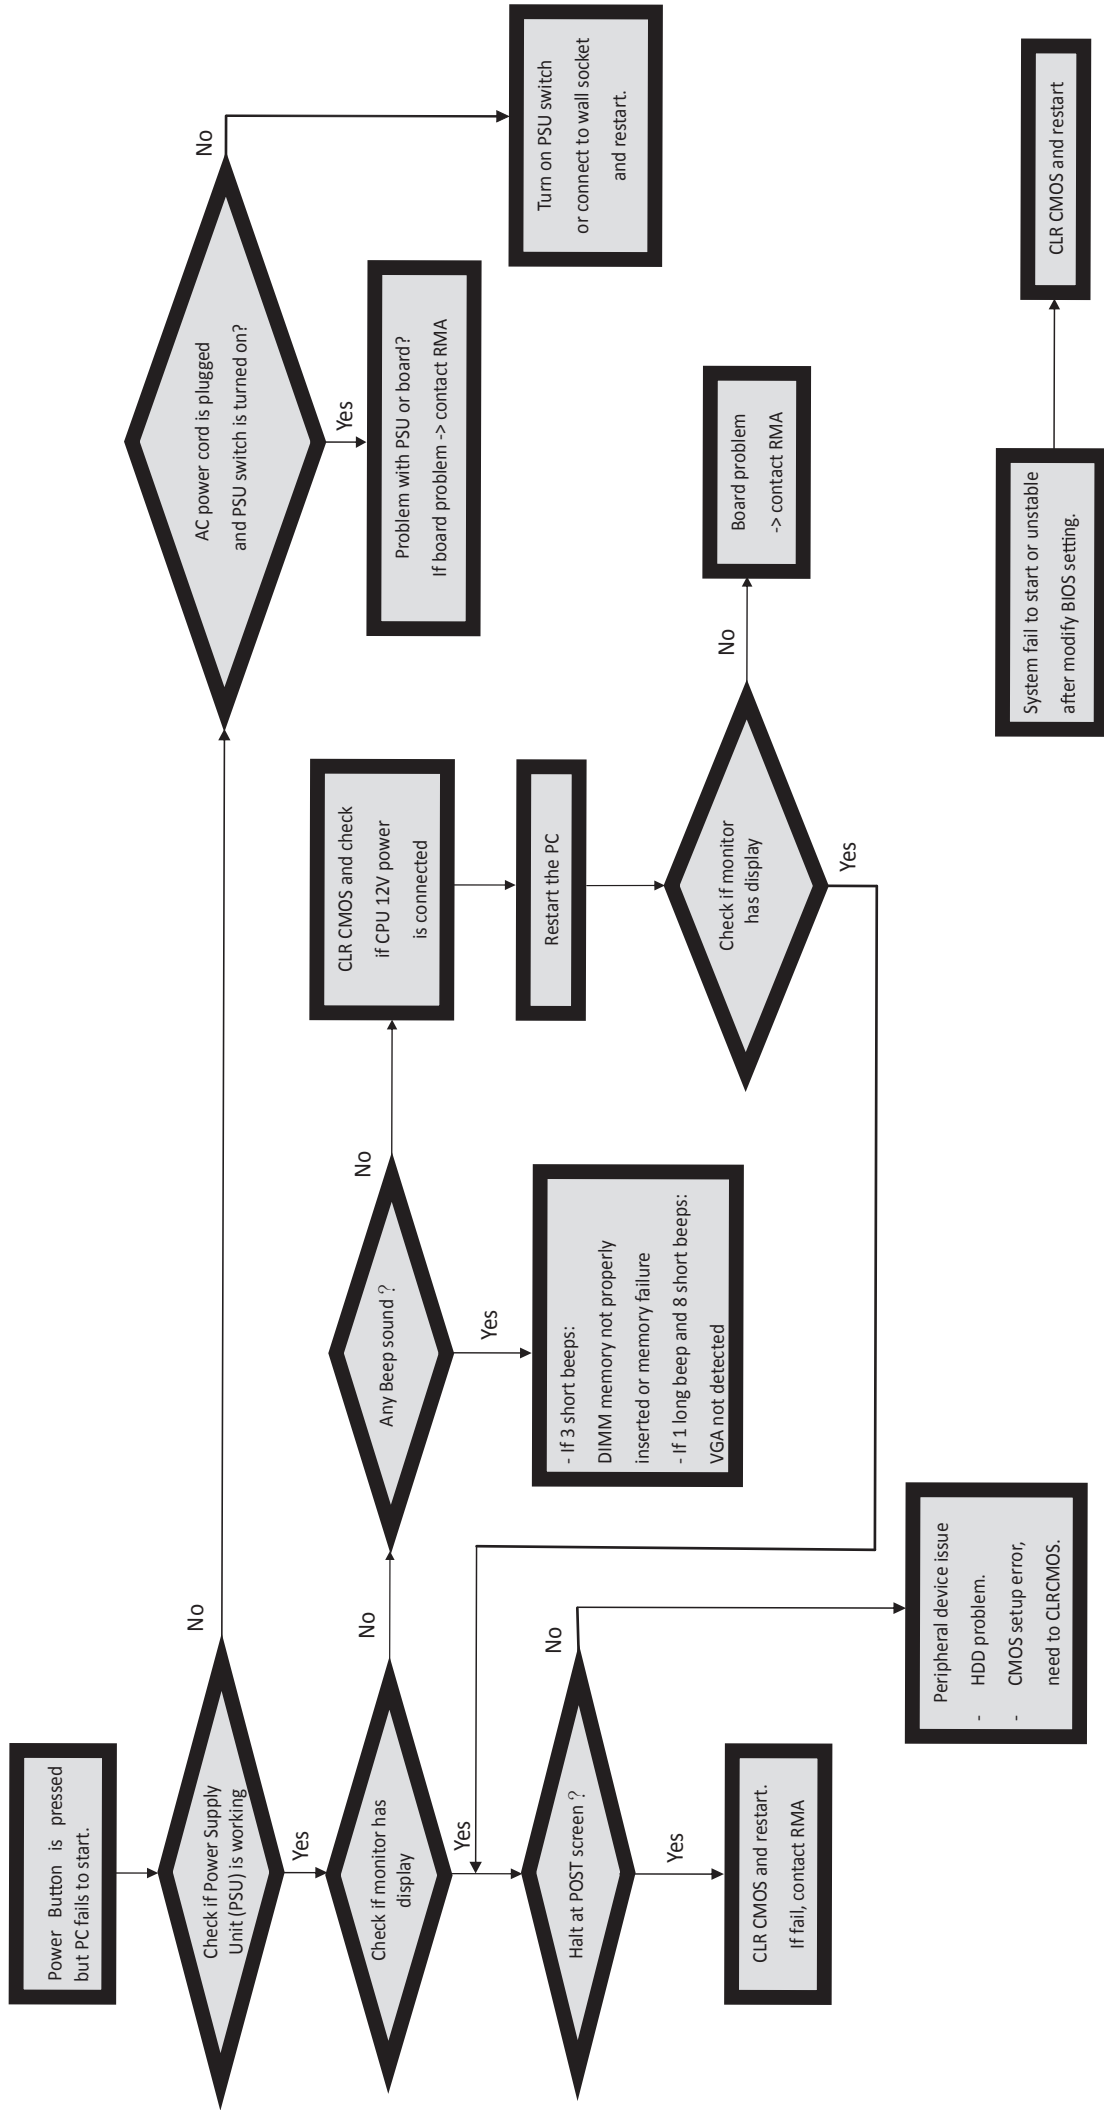 Power Button is pressed
but PC fails to start.
Check if Power Supply
Unit (PSU) is working
No
AC power cord is plugged
and PSU switch is turned on?
No
Turn on PSU switch
or connect to wall socket
and restart.
Yes
Problem with PSU or board?
If board problem -> contact RMA
Yes
Check if monitor has
display
No
Any Beep sound ?
No
CLR CMOS and check
if CPU 12V power
is connected
Restart the PC
Check if monitor
has display
No
Board problem
-> contact RMA
Yes
Yes
- If 3 short beeps:
DIMM memory not properly
inserted or memory failure
- If 1 long beep and 8 short beeps:
VGA not detected
Yes
Halt at POST screen ?
No
Peripheral device issue
- HDD problem.
- CMOS setup error,
need to CLRCMOS.
Yes
CLR CMOS and restart.
If fail, contact RMA
System fail to start or unstable
after modify BIOS setting.
CLR CMOS and restart